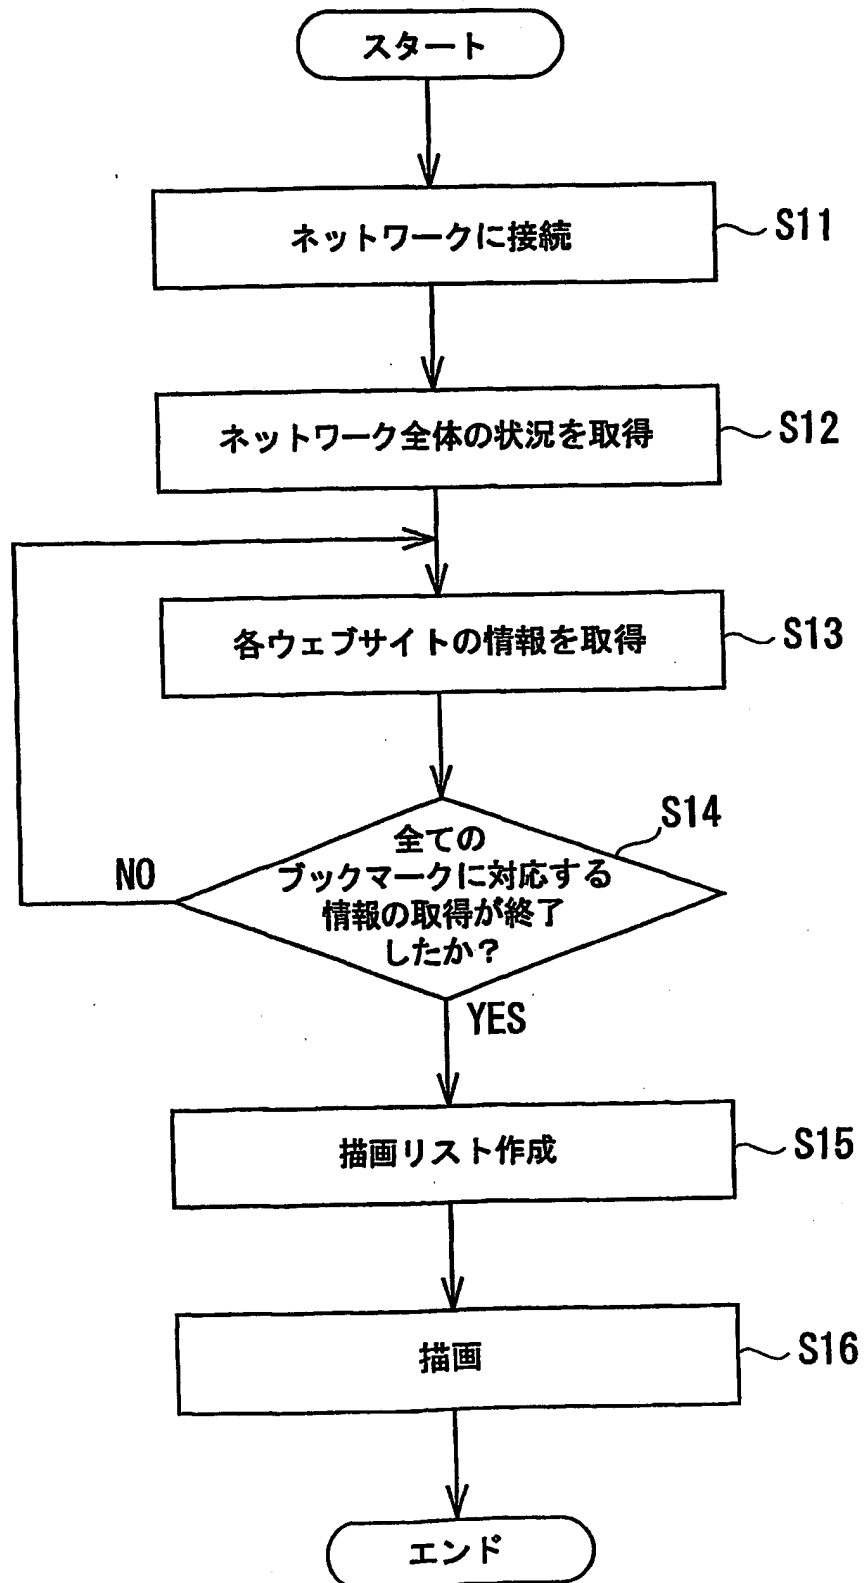 スタート
ネットワークに接続
S11
ネットワーク全体の状況を取得
S12
各ウェブサイトの情報を取得
S13
S14
全ての
ブックマークに対応する
情報の取得が終了
したか？
NO
YES
描画リスト作成
S15
描画
S16
エンド